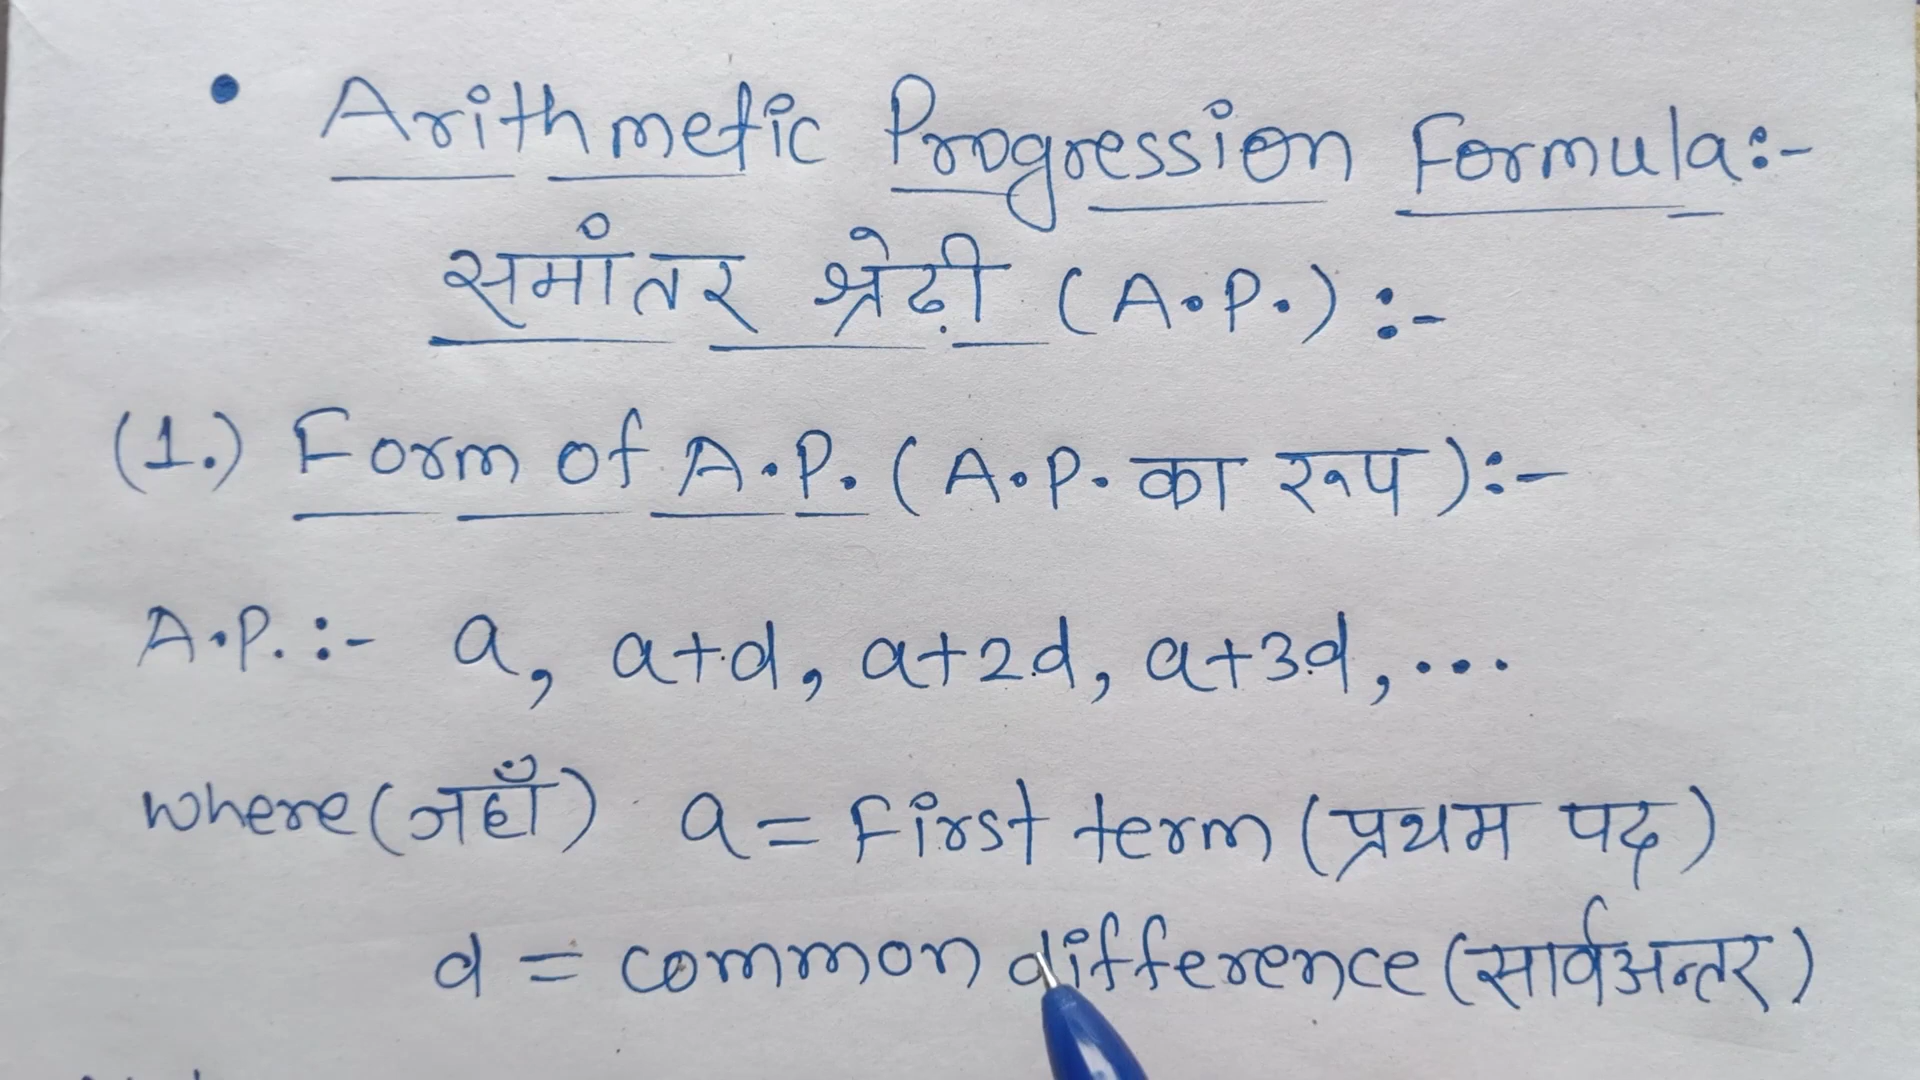 • Arithmetic Progression Formula:-
समांतर श्रेढ़ी (A.P.) :-
(1.) Form of A.P. (A.P. का रूप):-
A.P. :- a, a+d, a+2d, a+3d, ...
where (जहाँ) a = First term (प्रथम पद)
d = common difference (सार्वअन्तर)